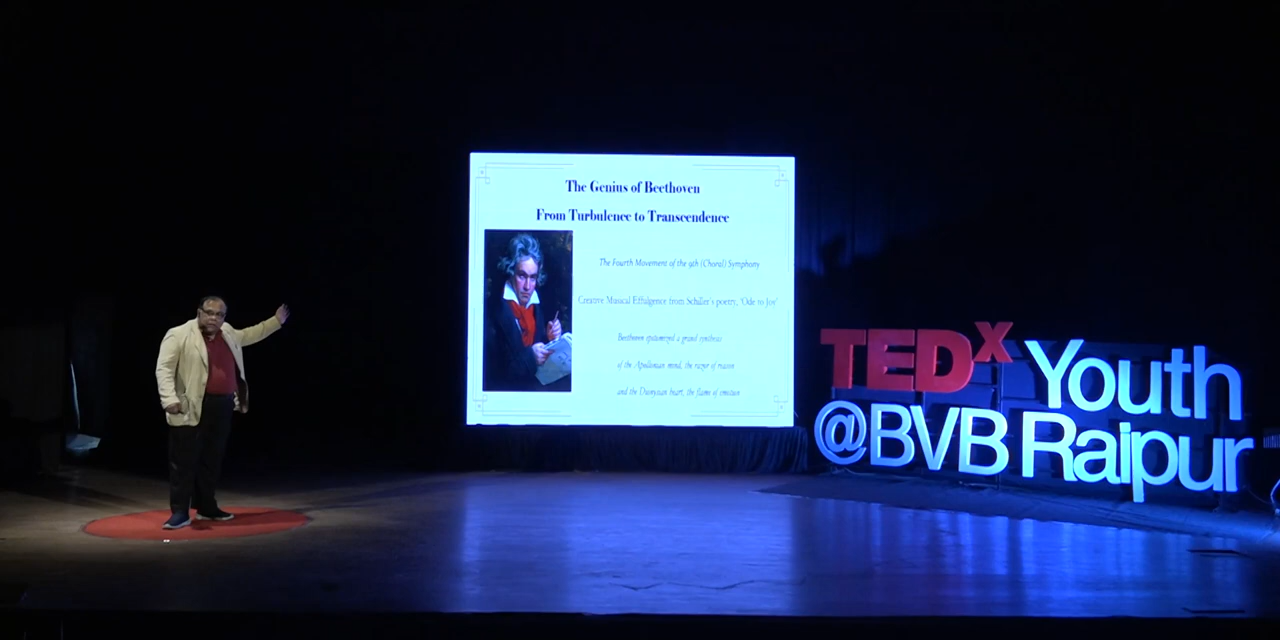 The Genius of Beethoven
From Turbulence to Transcendence
The Fourth Movement of the 9th (Choral) Symphony
Creative Musical Effulgence from Schiller's poetry, 'Ode to Joy'
Beethoven epitomized a grand synthesis
of the Apollonian mind, the razor of reason
and the Dionysian heart, the flame of emotion
TEDx Youth
@BVB Raipur